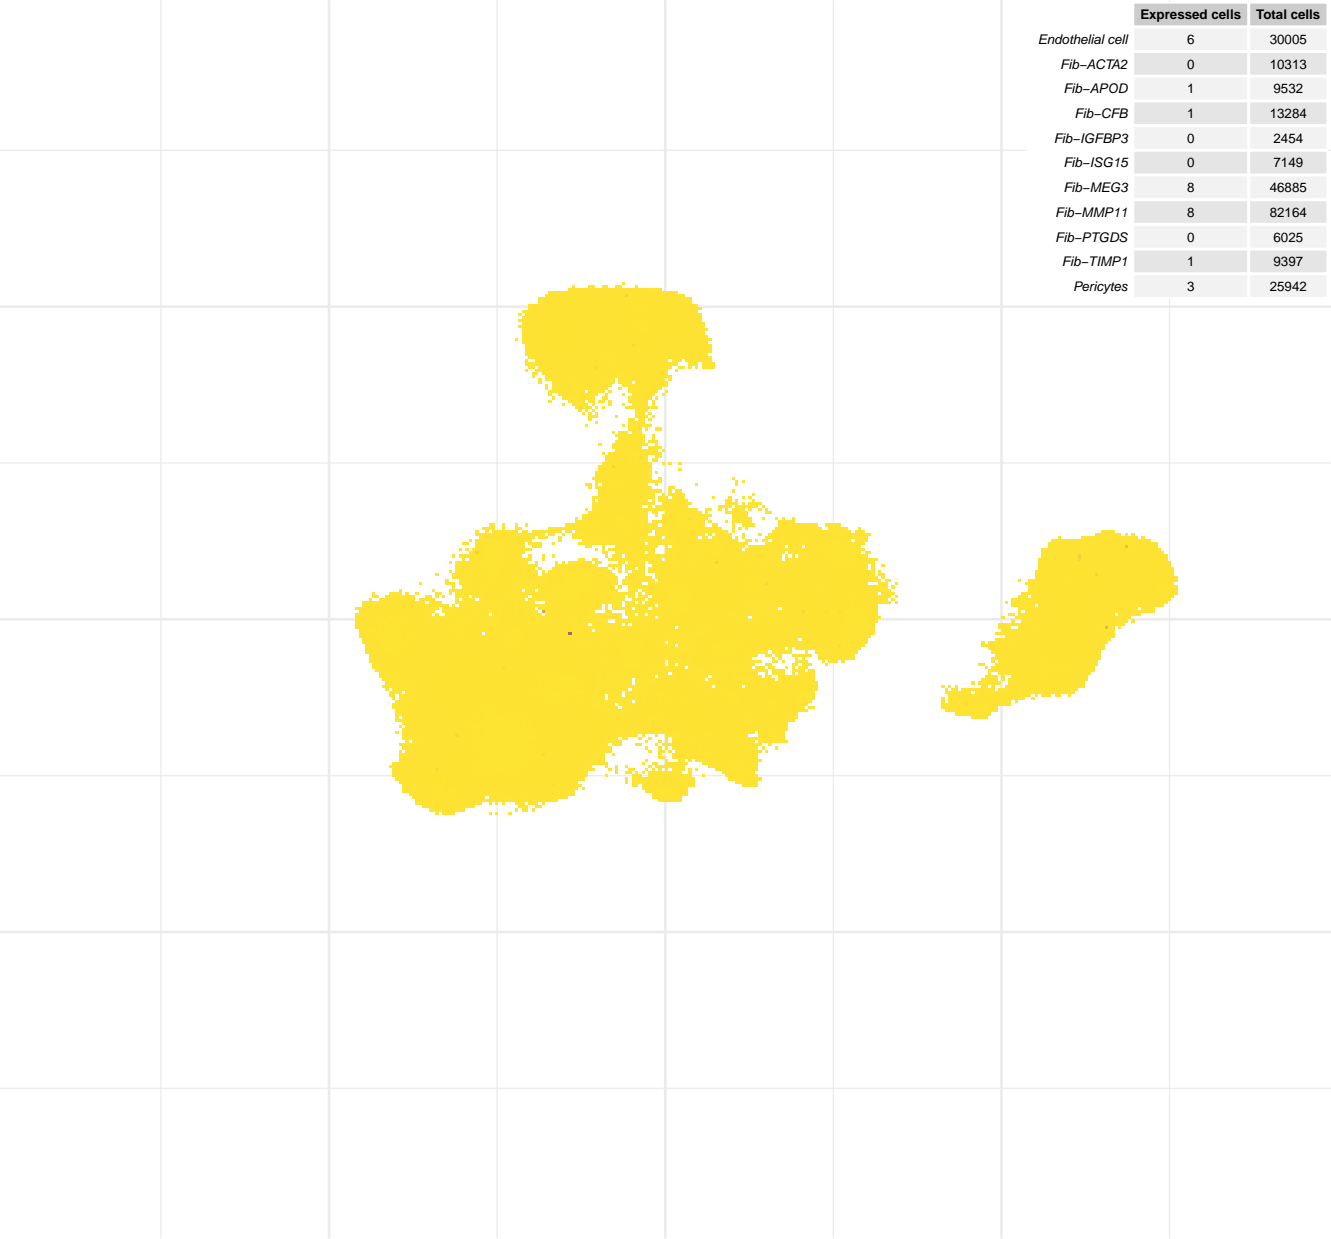 Expressed cells Total cells
Endothelial cell 6 30005
Fib−ACTA2 0 10313
Fib−APOD 1 9532
Fib−CFB 1 13284
Fib−IGFBP3 0 2454
Fib−ISG15 0 7149
Fib−MEG3 8 46885
Fib−MMP11 8 82164
Fib−PTGDS 0 6025
Fib−TIMP1 1 9397
Pericytes 3 25942